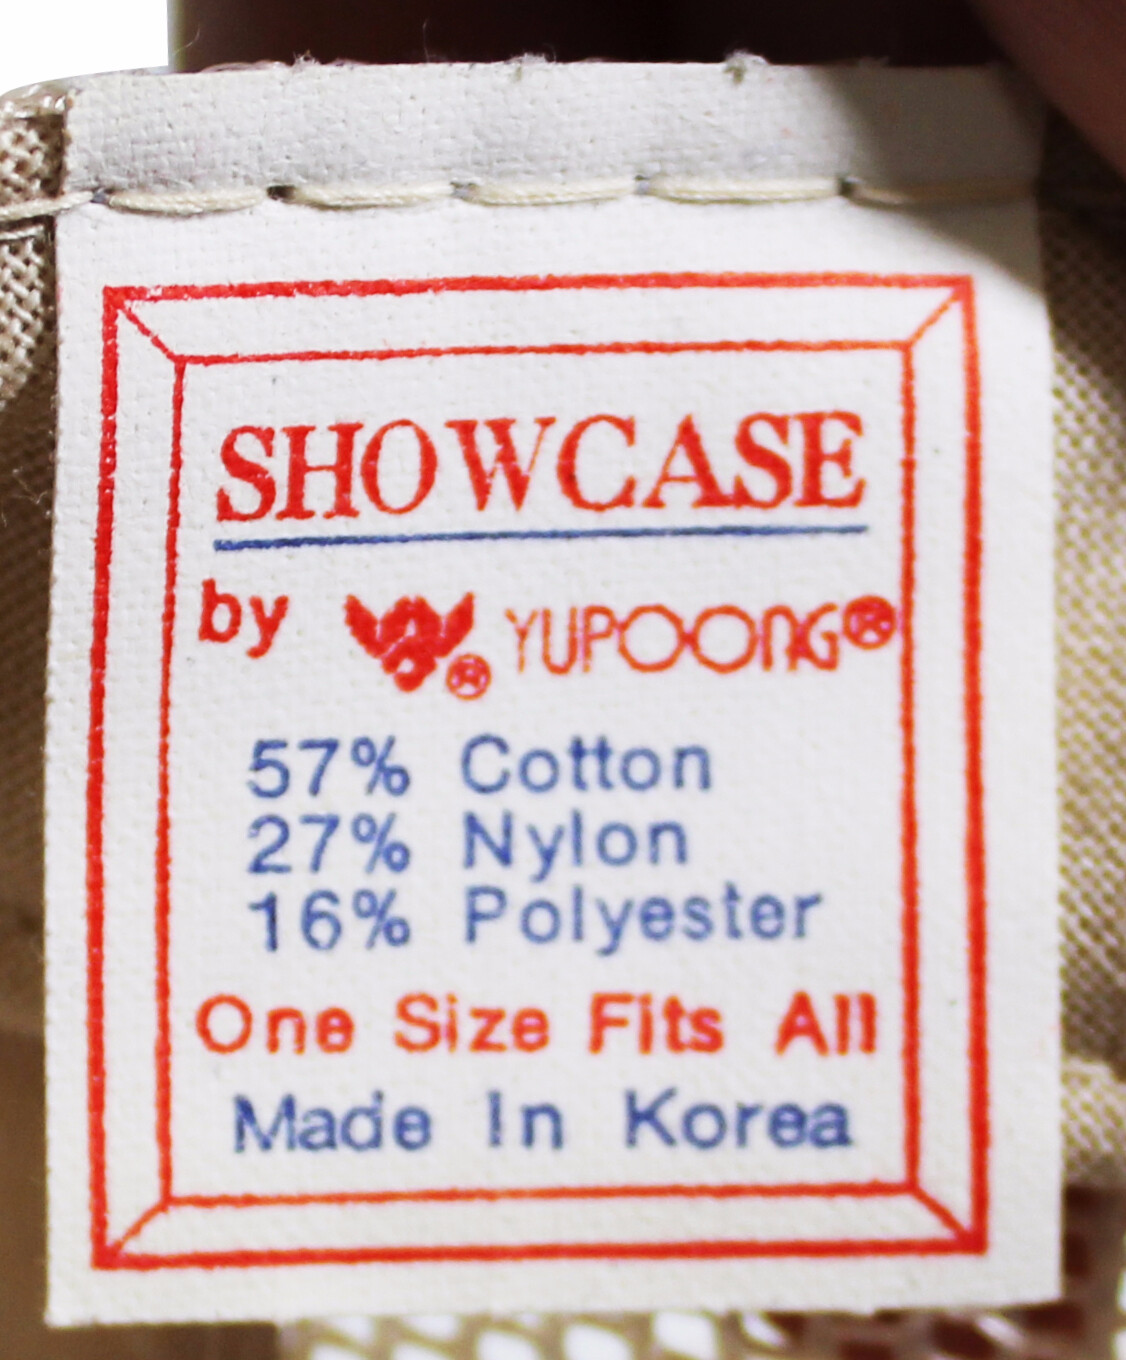 SHOWCASE
by ® YUPOONG®
57% Cotton
27% Nylon
16% Polyester
One Size Fits All
Made In Korea